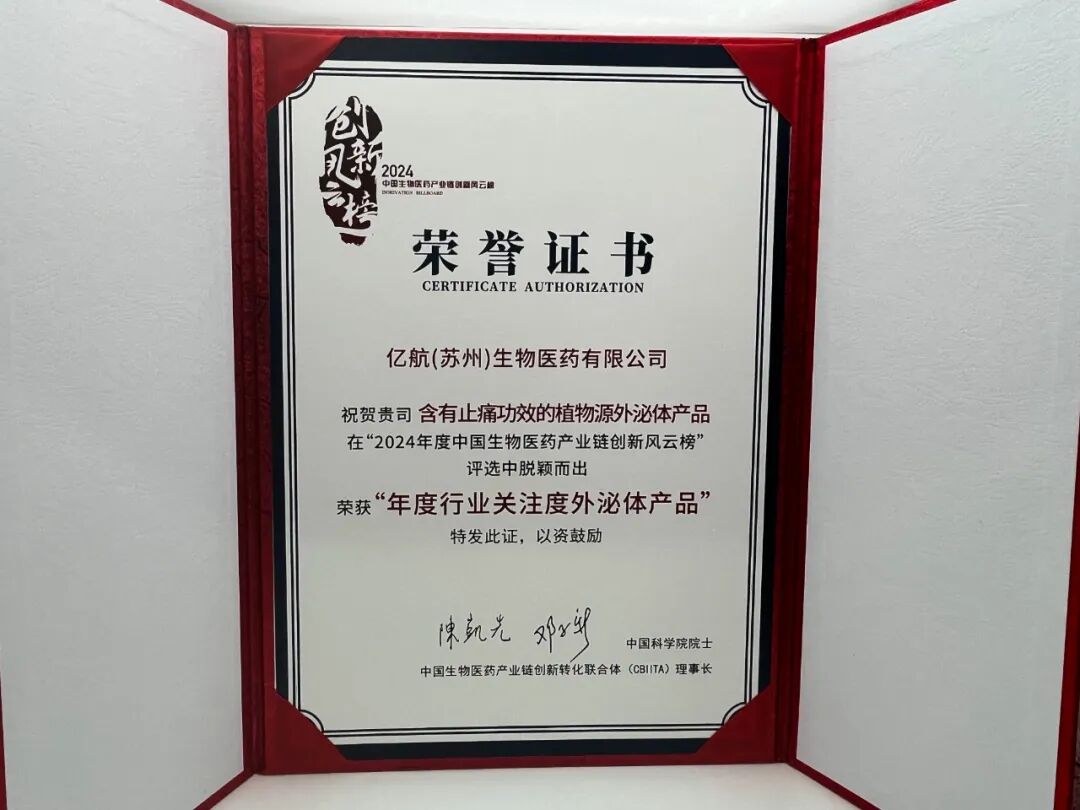 创新风云榜
2024
中国生物医药产业链创新风云榜
INNOVATION BILLBOARD
荣誉证书
CERTIFICATE AUTHORIZATION
亿航(苏州)生物医药有限公司
祝贺贵司 含有止痛功效的植物源外泌体产品
在“2024年度中国生物医药产业链创新风云榜”
评选中脱颖而出
荣获“年度行业关注度外泌体产品”
特发此证，以资鼓励
陳凱先 邓子新 中国科学院院士
中国生物医药产业链创新转化联合体（CBIITA）理事长